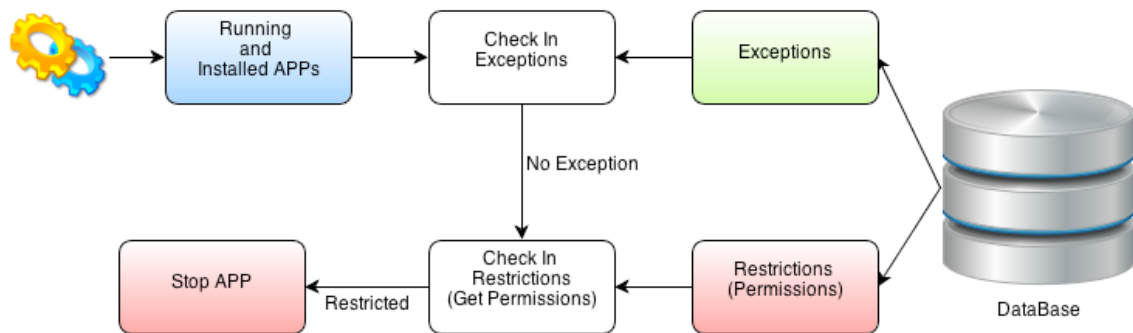 Running
and
Installed APPs
Check In
Exceptions
Exceptions
No Exception
Stop APP
Restricted
Check In
Restrictions
(Get Permissions)
Restrictions
(Permissions)
DataBase